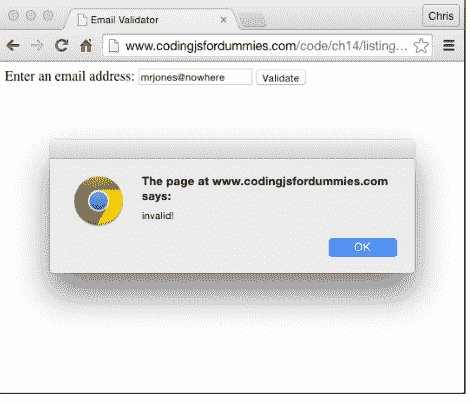 Email Validator
Chris
www.codingjsfordummies.com/code/ch14/listing...
Enter an email address: mrjones@nowhere Validate
The page at www.codingjsfordummies.com
says:
invalid!
OK